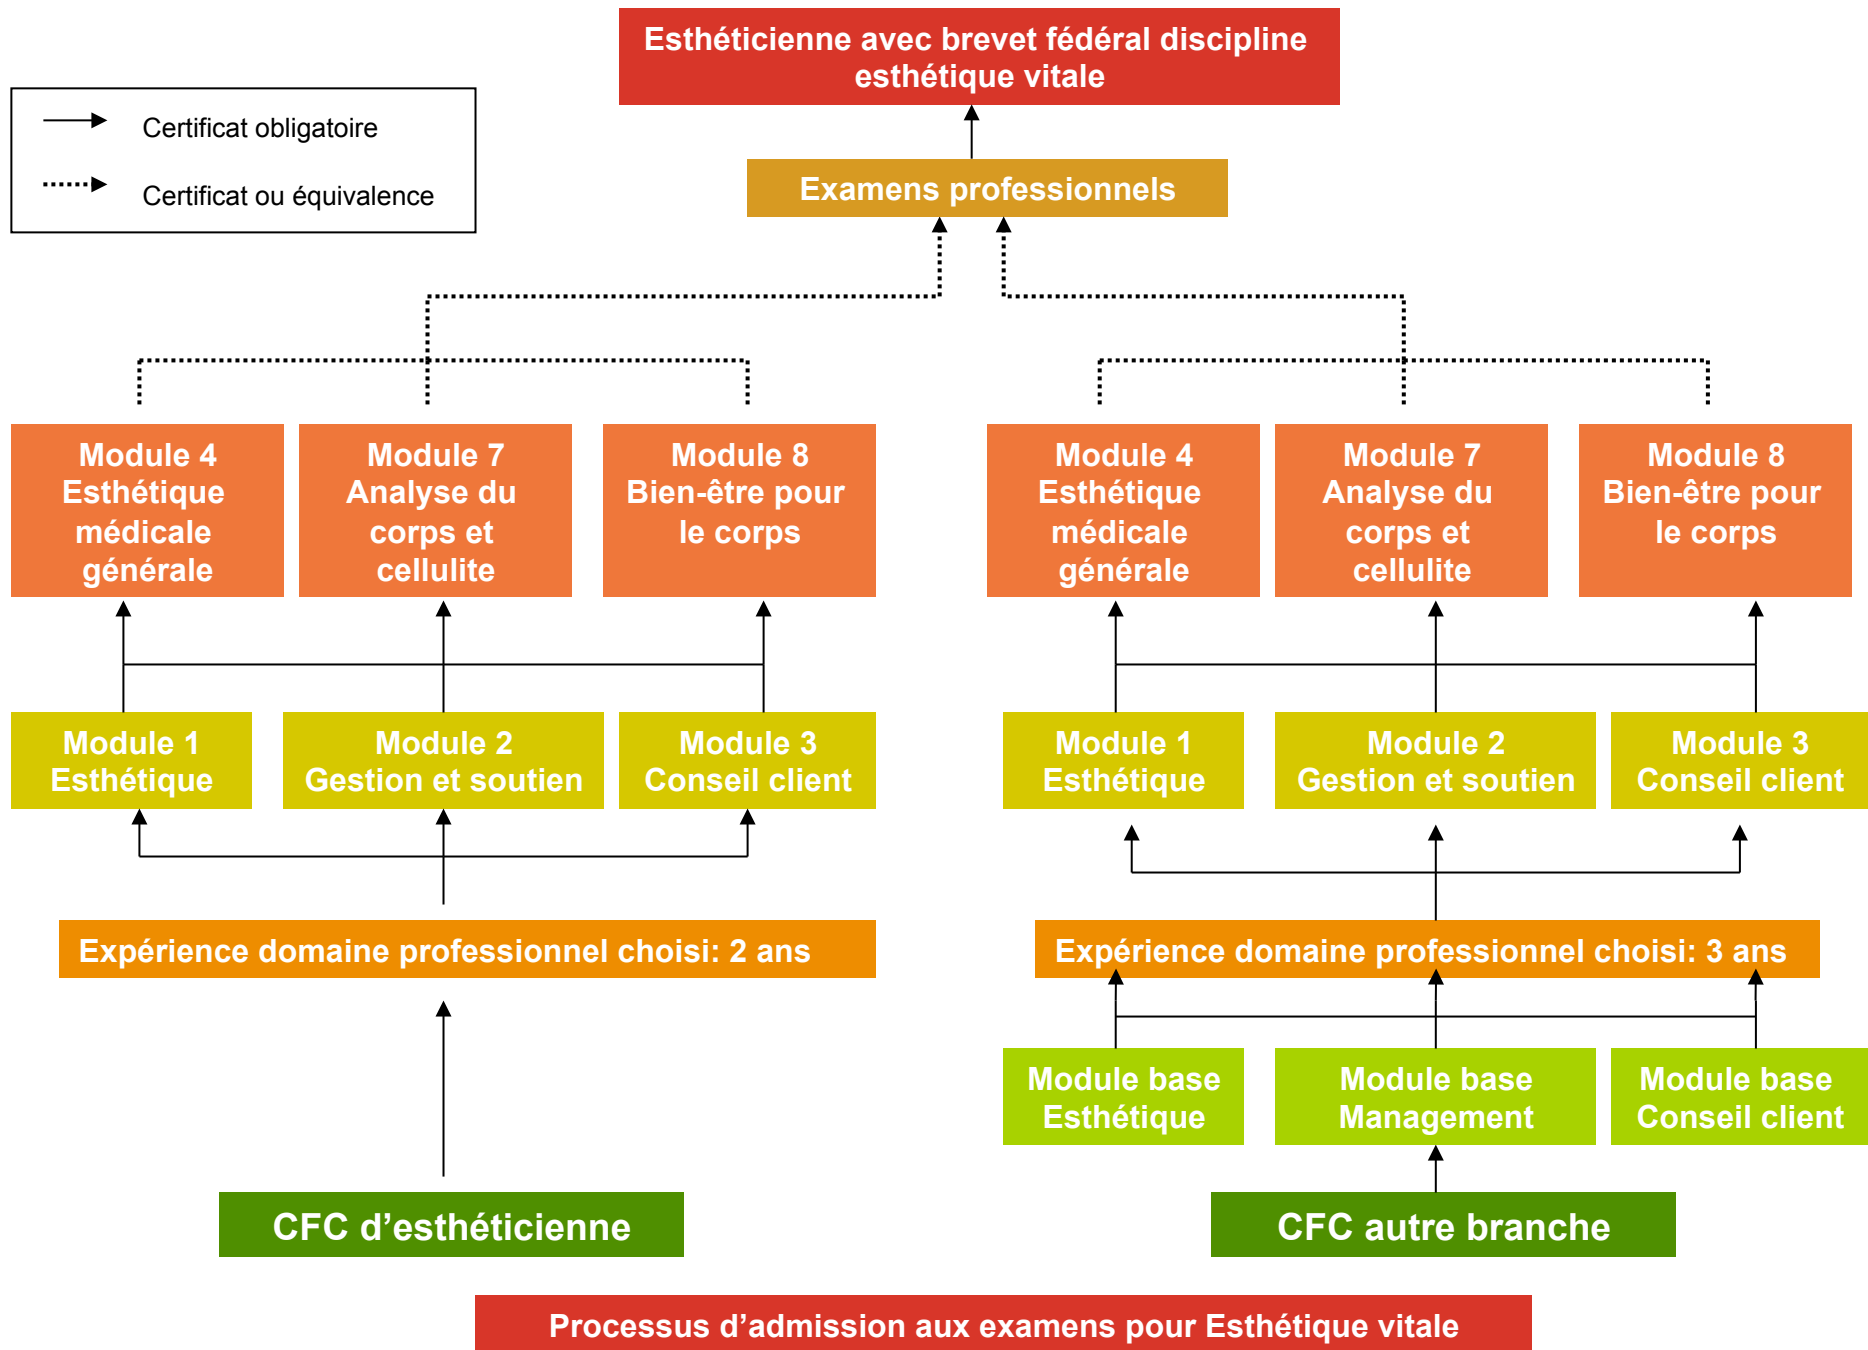 Esthéticienne avec brevet fédéral discipline
esthétique vitale
Certificat obligatoire
Certificat ou équivalence
Examens professionnels
Module 4
Esthétique
médicale
générale
Module 7
Analyse du
corps et
cellulite
Module 8
Bien-être pour
le corps
Module 4
Esthétique
médicale
générale
Module 7
Analyse du
corps et
cellulite
Module 8
Bien-être pour
le corps
Module 1
Esthétique
Module 2
Gestion et soutien
Module 3
Conseil client
Module 1
Esthétique
Module 2
Gestion et soutien
Module 3
Conseil client
Expérience domaine professionnel choisi: 2 ans
Expérience domaine professionnel choisi: 3 ans
Module base
Esthétique
Module base
Management
Module base
Conseil client
CFC d’esthéticienne
CFC autre branche
Processus d’admission aux examens pour Esthétique vitale